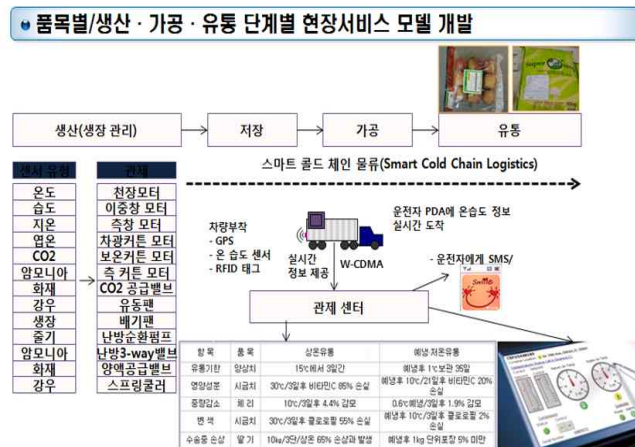 품목별/생산 · 가공 · 유통 단계별 현장서비스 모델 개발
생산(생장 관리)
저장
가공
유통
스마트 콜드 체인 물류(Smart Cold Chain Logistics)
센서 유형
온도
습도
지온
엽온
CO2
암모니아
화재
강우
생장
줄기
암모니아
화재
강우
관제
천장모터
이중창 모터
측창 모터
차광커튼 모터
보온커튼 모터
측 커튼 모터
CO2 공급밸브
유동팬
배기팬
난방순환펌프
난방3-way밸브
양액공급밸브
스프링쿨러
차량부착
- GPS
- 온 습도 센서
- RFID 태그
실시간
정보 제공
W-CDMA
운전자 PDA에 온습도 정보
실시간 도착
- 운전자에게 SMS/
관제 센터
항 목 품 목 상온유통 예냉·저온유통
유통기한 양상치 15℃에서 3일간 예냉후 1℃보관 35일
영양성분 시금치 30℃/3일후 비타민C 85% 손실 예냉후 10℃/21일후 비타민C 20% 손실
중량감소 체리 10℃/3일후 4.4% 감모 0.6℃예냉/3일후 1.9% 감모
변 색 시금치 30℃/3일후 클로로필 55% 손실 예냉후 10℃/3일후 클로로필 2% 손실
수송중 손상 딸 기 10kg/3단/상온 65% 손상과 발생 예냉후 1kg 단위포장 5% 미만